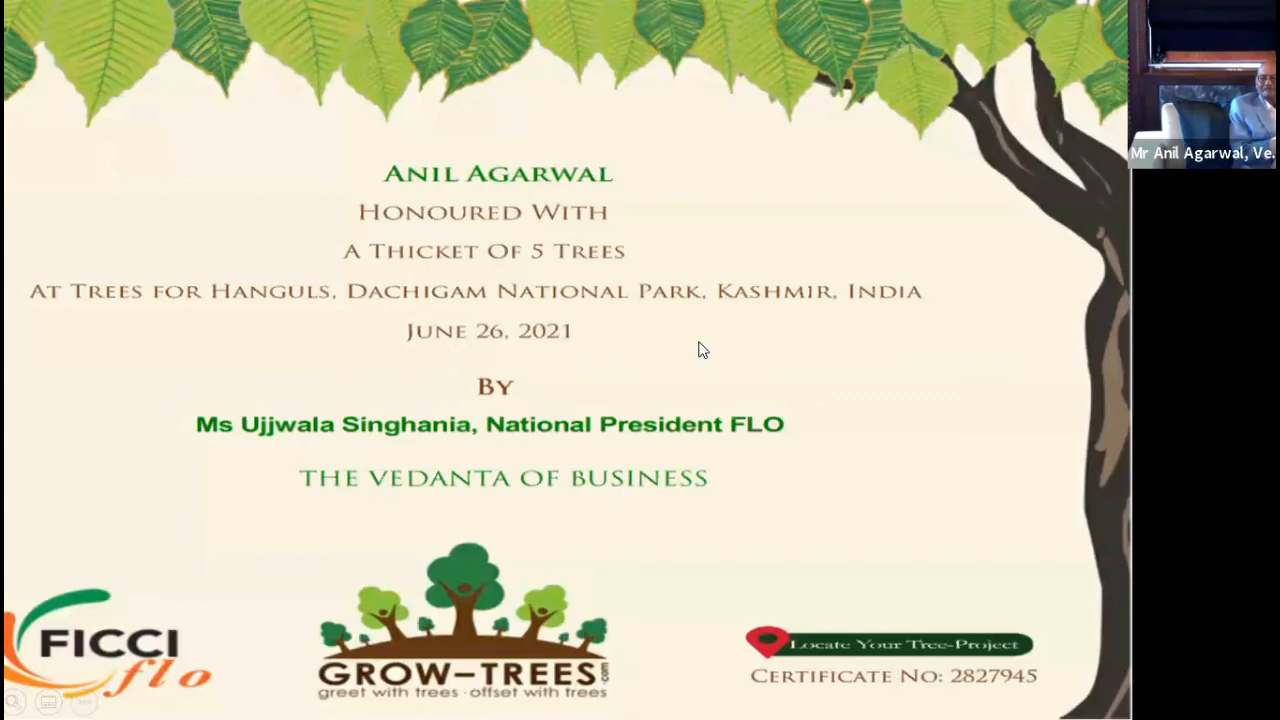 ANIL AGARWAL
HONOURED WITH
A THICKET OF 5 TREES
AT TREES FOR HANGULS, DACHIGAM NATIONAL PARK, KASHMIR, INDIA
JUNE 26, 2021
BY
Ms Ujjwala Singhania, National President FLO
THE VEDANTA OF BUSINESS
FICCI
flo
GROW-TREES.com
greet with trees · offset with trees
Locate Your Tree-Project
CERTIFICATE NO: 2827945
Mr Anil Agarwal, Ve.